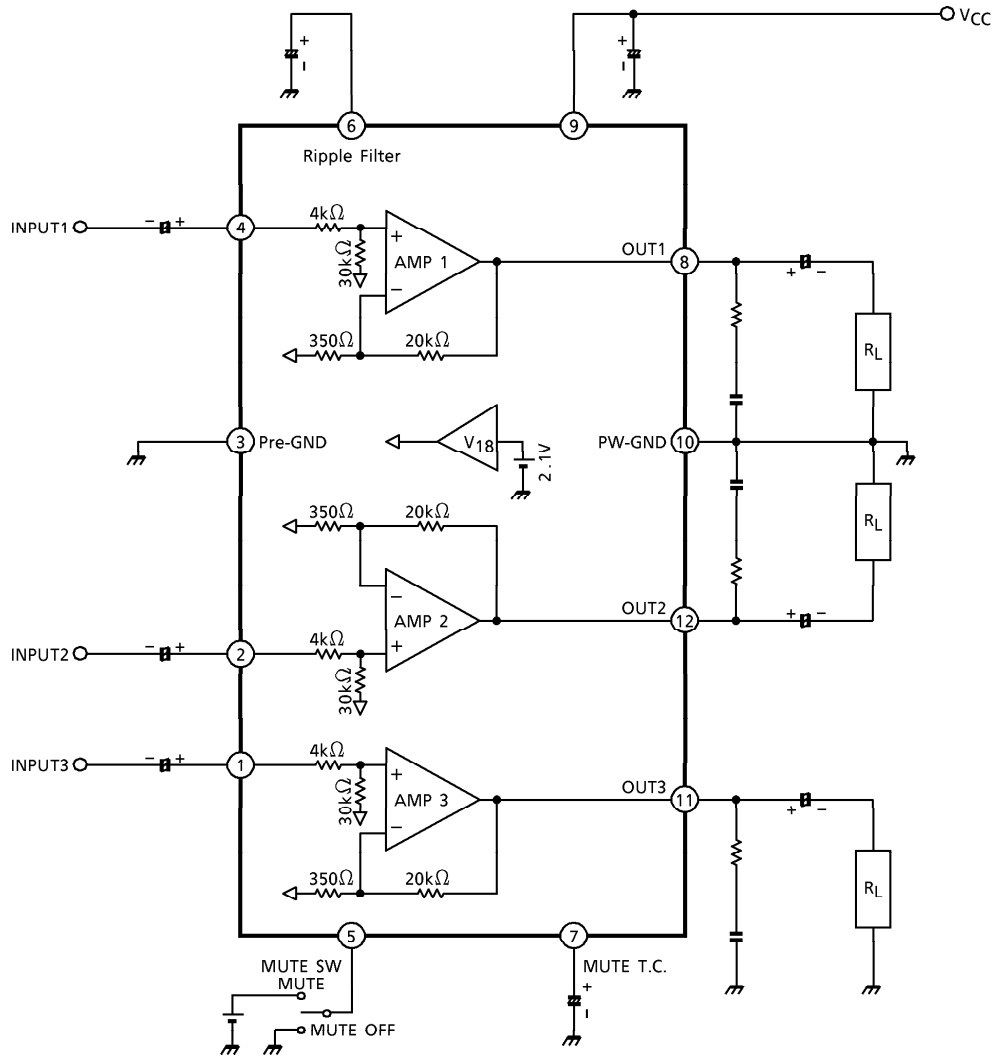 VCC
+
−
+
−
6
9
Ripple Filter
INPUT1
− +
4
4kΩ
30kΩ
+
AMP 1
−
OUT1
8
+ −
350Ω
20kΩ
RL
3
Pre-GND
V18
2.1V
PW-GND
10
350Ω
20kΩ
RL
−
AMP 2
+
OUT2
12
+ −
INPUT2
− +
2
4kΩ
30kΩ
INPUT3
− +
1
4kΩ
30kΩ
+
AMP 3
−
OUT3
11
+ −
350Ω
20kΩ
RL
5
7
MUTE SW
MUTE
MUTE T.C.
+
−
MUTE OFF